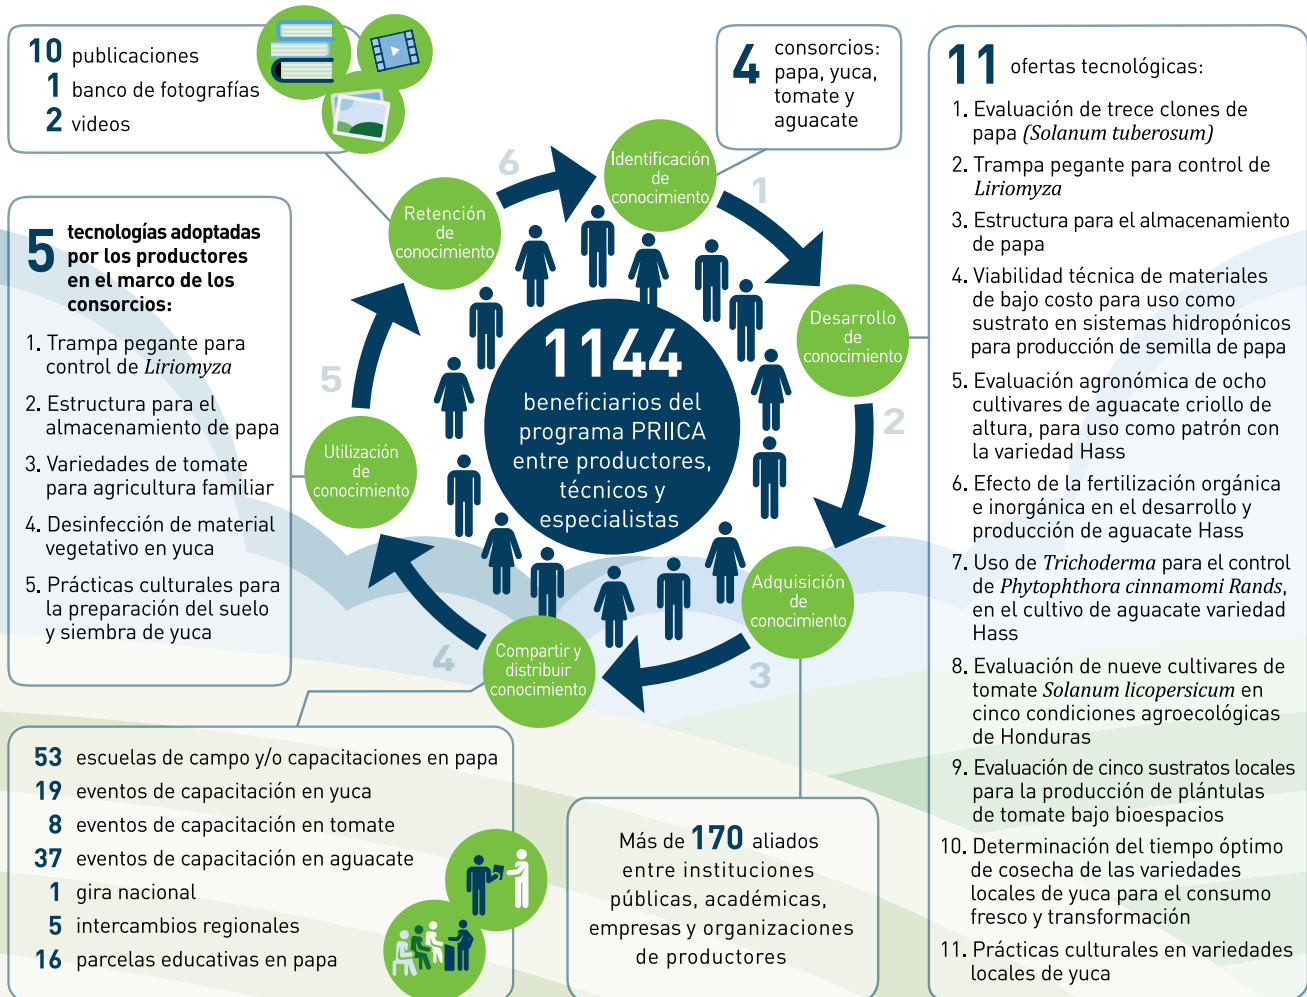 10 publicaciones
1 banco de fotografías
2 videos
4 consorcios:
papa, yuca,
tomate y
aguacate
11 ofertas tecnológicas:
1. Evaluación de trece clones de
papa (Solanum tuberosum)
2. Trampa pegante para control de
Liriomyza
3. Estructura para el almacenamiento
de papa
4. Viabilidad técnica de materiales
de bajo costo para uso como
sustrato en sistemas hidropónicos
para producción de semilla de papa
5. Evaluación agronómica de ocho
cultivares de aguacate criollo de
altura, para uso como patrón con
la variedad Hass
6. Efecto de la fertilización orgánica
e inorgánica en el desarrollo y
producción de aguacate Hass
7. Uso de Trichoderma para el control
de Phytophthora cinnamomi Rands,
en el cultivo de aguacate variedad
Hass
8. Evaluación de nueve cultivares de
tomate Solanum licopersicum en
cinco condiciones agroecológicas
de Honduras
9. Evaluación de cinco sustratos locales
para la producción de plántulas
de tomate bajo bioespacios
10. Determinación del tiempo óptimo
de cosecha de las variedades
locales de yuca para el consumo
fresco y transformación
11. Prácticas culturales en variedades
locales de yuca
5 tecnologías adoptadas
por los productores
en el marco de los
consorcios:
1. Trampa pegante para
control de Liriomyza
2. Estructura para el
almacenamiento de papa
3. Variedades de tomate
para agricultura familiar
4. Desinfección de material
vegetativo en yuca
5. Prácticas culturales para
la preparación del suelo
y siembra de yuca
Identificación
de
conocimiento
1
Desarrollo
de
conocimiento
2
Adquisición
de
conocimiento
3
Compartir y
distribuir
conocimiento
4
Utilización
de
conocimiento
5
Retención
de
conocimiento
6
1144
beneficiarios del
programa PRIICA
entre productores,
técnicos y
especialistas
53 escuelas de campo y/o capacitaciones en papa
19 eventos de capacitación en yuca
8 eventos de capacitación en tomate
37 eventos de capacitación en aguacate
1 gira nacional
5 intercambios regionales
16 parcelas educativas en papa
Más de 170 aliados
entre instituciones
públicas, académicas,
empresas y organizaciones
de productores